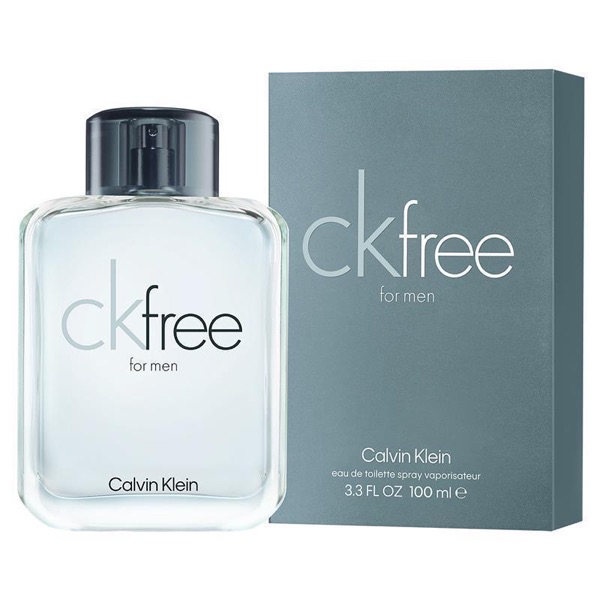 ckfree
for men
Calvin Klein
ckfree
for men
Calvin Klein
eau de toilette spray vaporisateur
3.3 FL OZ 100 ml ℮